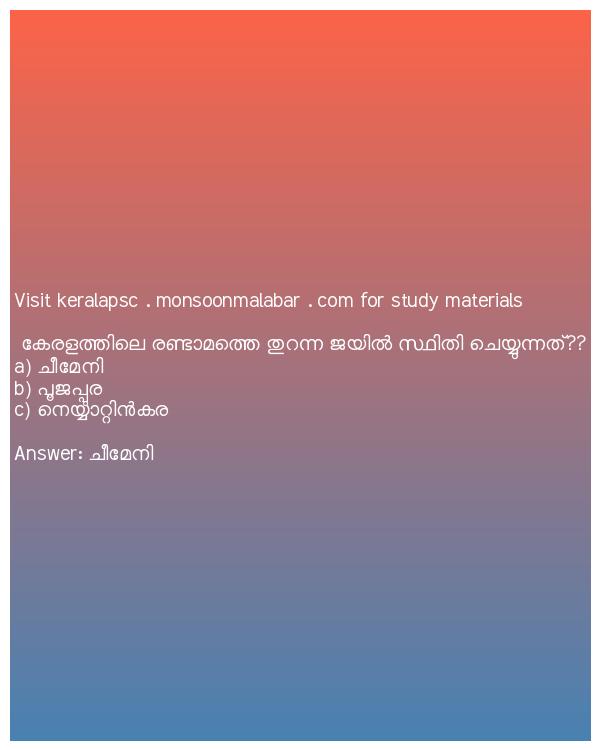 Visit keralapsc . monsoonmalabar . com for study materials
കേരളത്തിലെ രണ്ടാമത്തെ തുറന്ന ജയിൽ സ്ഥിതി ചെയ്യുന്നത്??
a) ചീമേനി
b) പൂജപ്പുര
c) നെയ്യാറ്റിൻകര
Answer: ചീമേനി